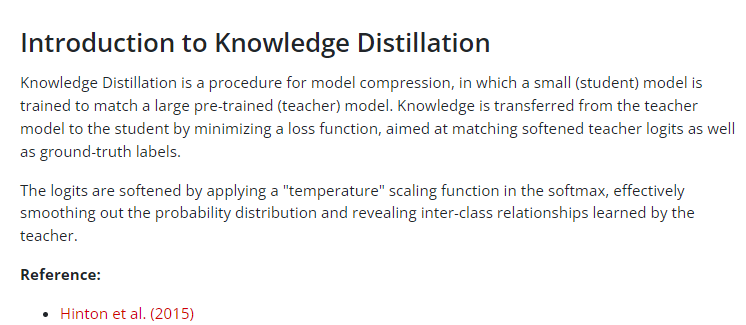 Introduction to Knowledge Distillation
Knowledge Distillation is a procedure for model compression, in which a small (student) model is
trained to match a large pre-trained (teacher) model. Knowledge is transferred from the teacher
model to the student by minimizing a loss function, aimed at matching softened teacher logits as well
as ground-truth labels.
The logits are softened by applying a "temperature" scaling function in the softmax, effectively
smoothing out the probability distribution and revealing inter-class relationships learned by the
teacher.
Reference:
• Hinton et al. (2015)